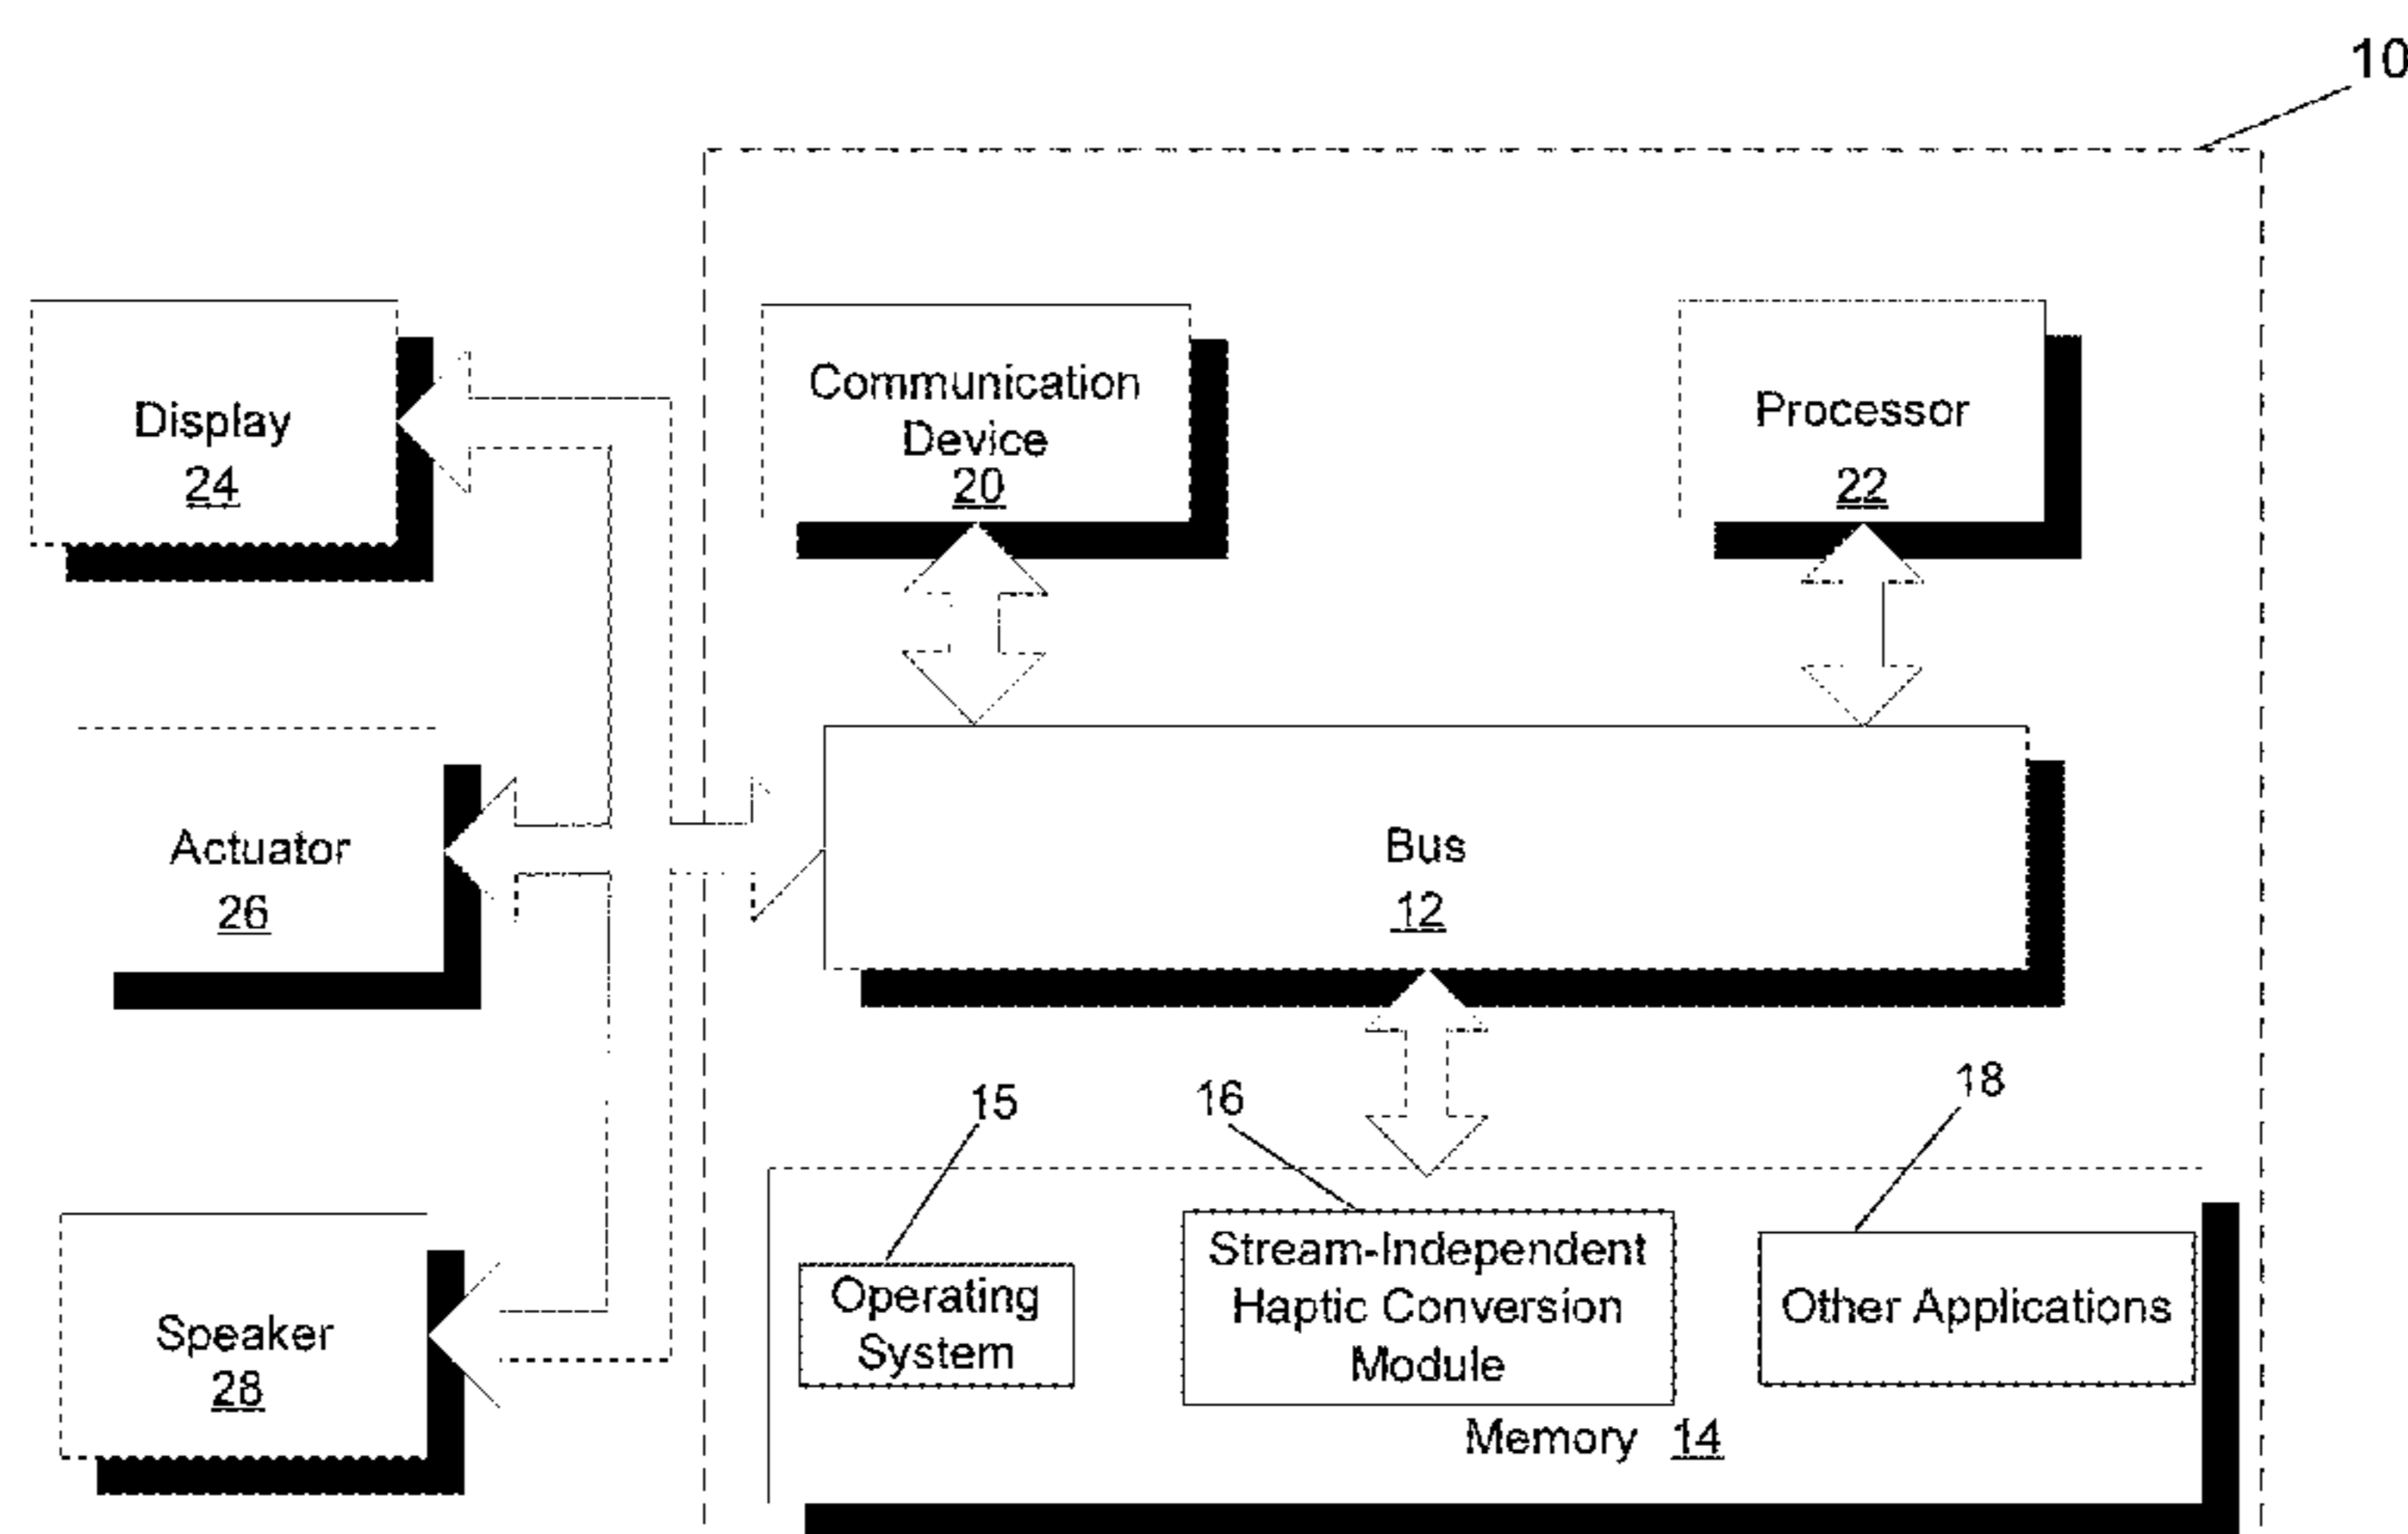 10
Display
24
Communication
Device
20
Processor
22
Actuator
26
Bus
12
15
16
18
Speaker
28
Operating
System
Stream-Independent
Haptic Conversion
Module
Other Applications
Memory 14